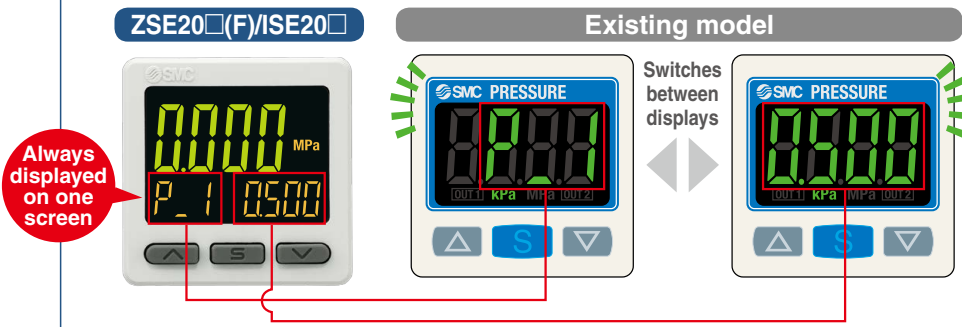 ZSE20□(F)/ISE20□
Existing model
SMC
0.000 MPa
P_1 0.500
S
Always
displayed
on one
screen
SMC PRESSURE
P_1
OUT1 kPa MPa OUT2
S
Switches
between
displays
SMC PRESSURE
0.500
OUT1 kPa MPa OUT2
S